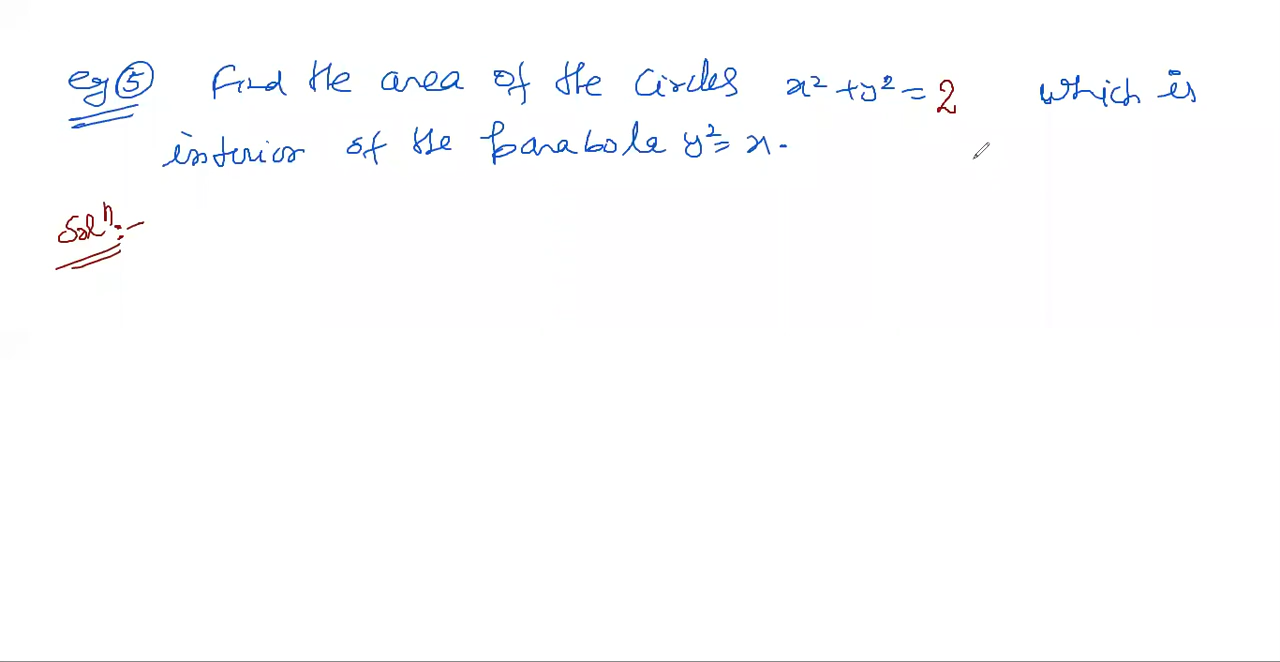 eg ⑤ Find the area of the Circles x² + y² = 2 which is
interior of the parabola y² = x.
Solⁿ:-